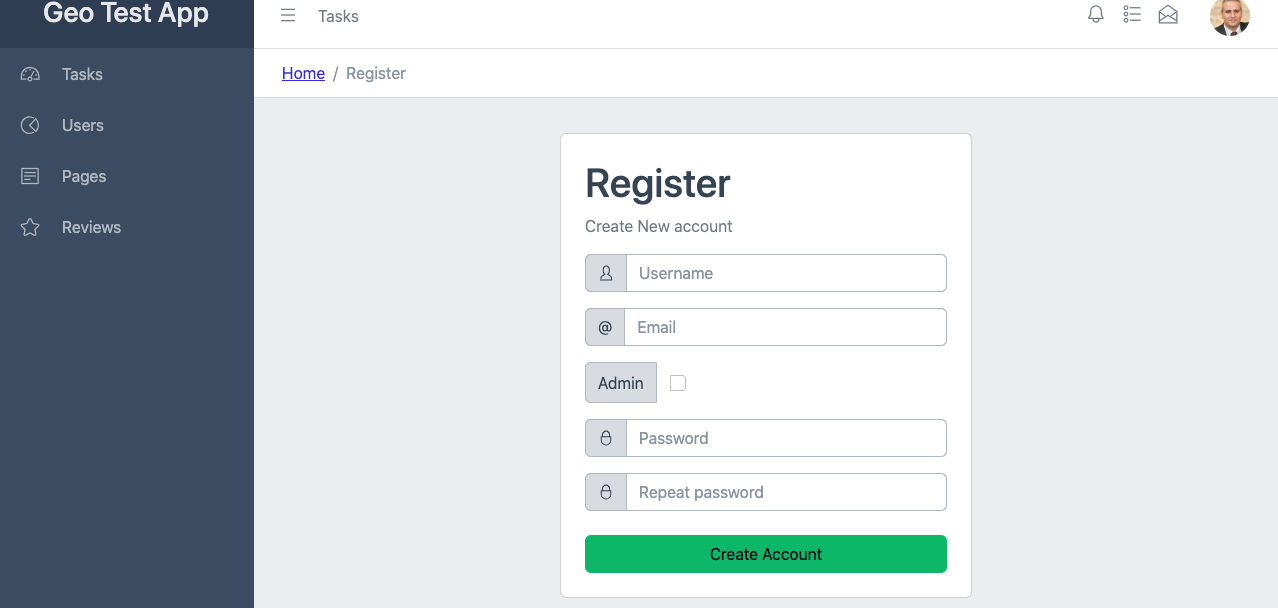 Geo Test App
Tasks
Tasks
Users
Pages
Reviews
Home / Register
Register
Create New account
Username
@ Email
Admin
Password
Repeat password
Create Account